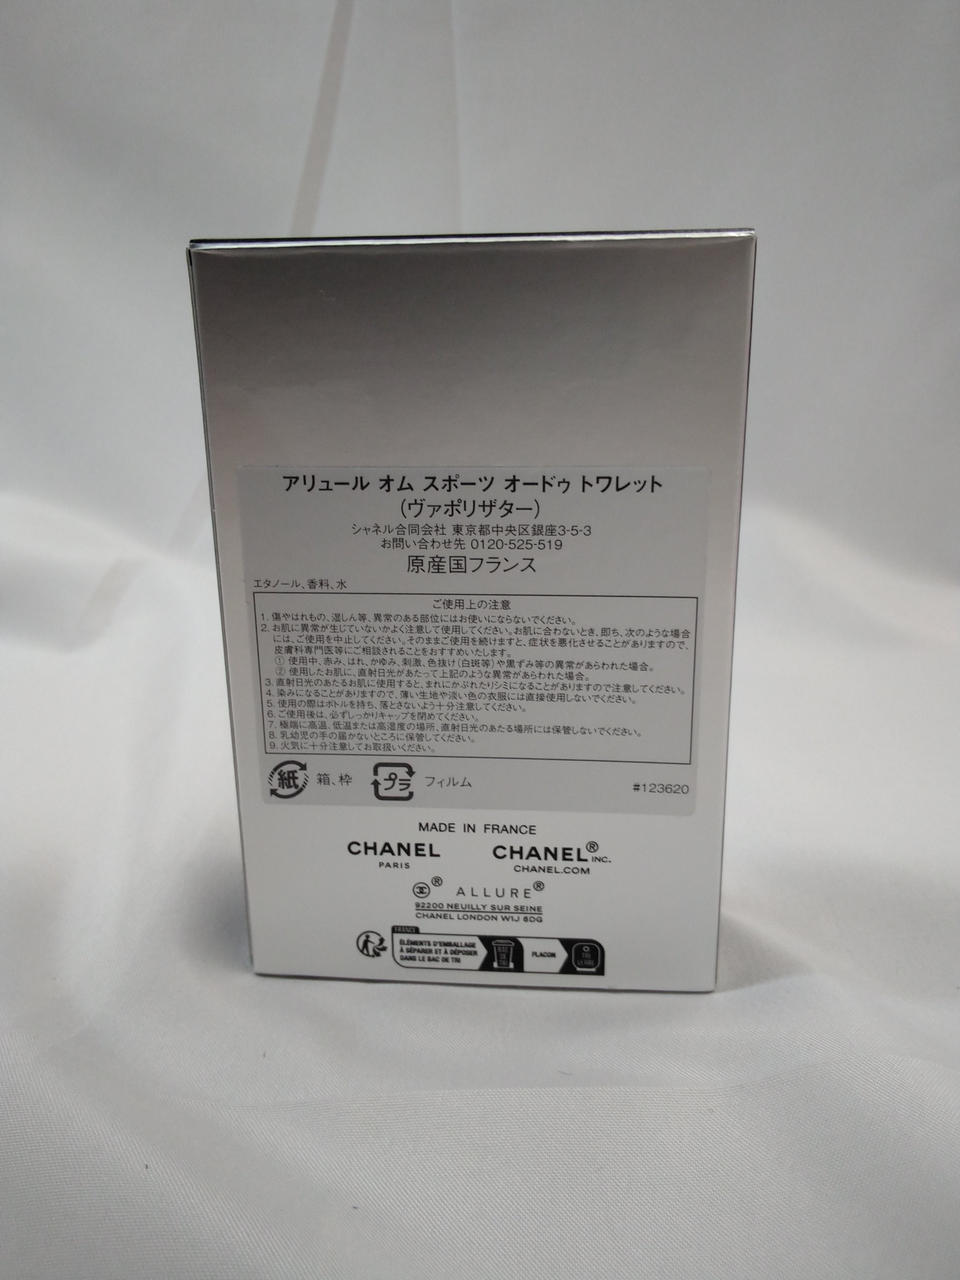 アリュール オム スポーツ オードゥ トワレット
(ヴァポリザター)
シャネル合同会社 東京都中央区銀座3-5-3
お問い合わせ先 0120-525-519
原産国フランス
エタノール、香料、水
ご使用上の注意
1. 傷やはれもの、湿しん等、異常のある部位にはお使いにならないでください。
2. お肌に異常が生じていないかよく注意して使用してください。お肌に合わないとき、即ち、次のような場合
には、ご使用を中止してください。そのままご使用を続けますと、症状を悪化させることがありますので、
皮膚科専門医等にご相談されることをおすすめいたします。
① 使用中、赤み、はれ、かゆみ、刺激、色抜け(白斑等)や黒ずみ等の異常があらわれた場合。
② 使用したお肌に、直射日光があたって上記のような異常があらわれた場合。
3. 直射日光のあたるお肌に使用すると、まれにかぶれたりシミになることがありますので注意してください。
4. 染みになることがありますので、薄い生地や淡い色の衣服には直接使用しないでください。
5. 使用の際はボトルを持ち、落とさないよう十分注意してください。
6. ご使用後は、必ずしっかりキャップを閉めてください。
7. 極端に高温、低温または高湿度の場所、直射日光のあたる場所には保管しないでください。
8. 乳幼児の手の届かないところに保管してください。
9. 火気に十分注意してお取扱いください。
紙 箱、枠 プラ フィルム #123620
MADE IN FRANCE
CHANEL CHANEL® INC.
PARIS CHANEL.COM
® ALLURE®
92200 NEUILLY SUR SEINE
CHANEL LONDON W1J 6DG
FRANCE
ÉLÉMENTS D'EMBALLAGE
À SÉPARER ET À DÉPOSER
DANS LE BAC DE TRI
BAC DE TRI
FLACON